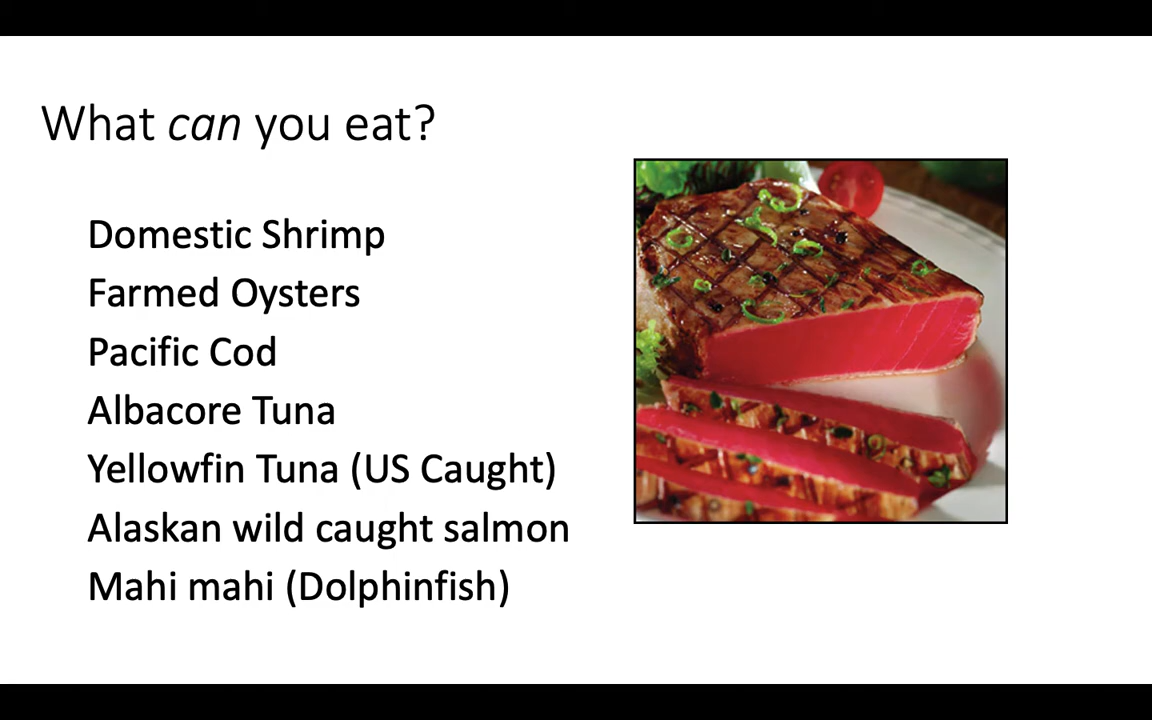 What can you eat?
Domestic Shrimp
Farmed Oysters
Pacific Cod
Albacore Tuna
Yellowfin Tuna (US Caught)
Alaskan wild caught salmon
Mahi mahi (Dolphinfish)